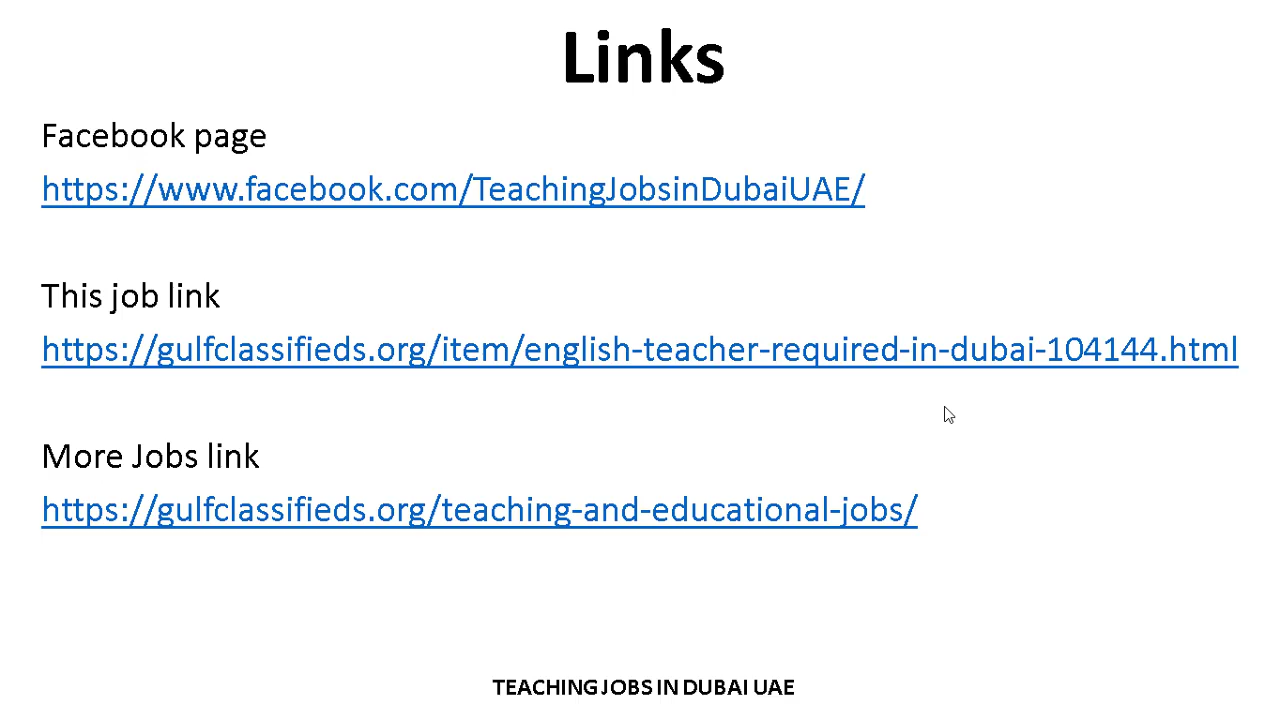 Links
Facebook page
https://www.facebook.com/TeachingJobsinDubaiUAE/
This job link
https://gulfclassifieds.org/item/english-teacher-required-in-dubai-104144.html
More Jobs link
https://gulfclassifieds.org/teaching-and-educational-jobs/
TEACHING JOBS IN DUBAI UAE